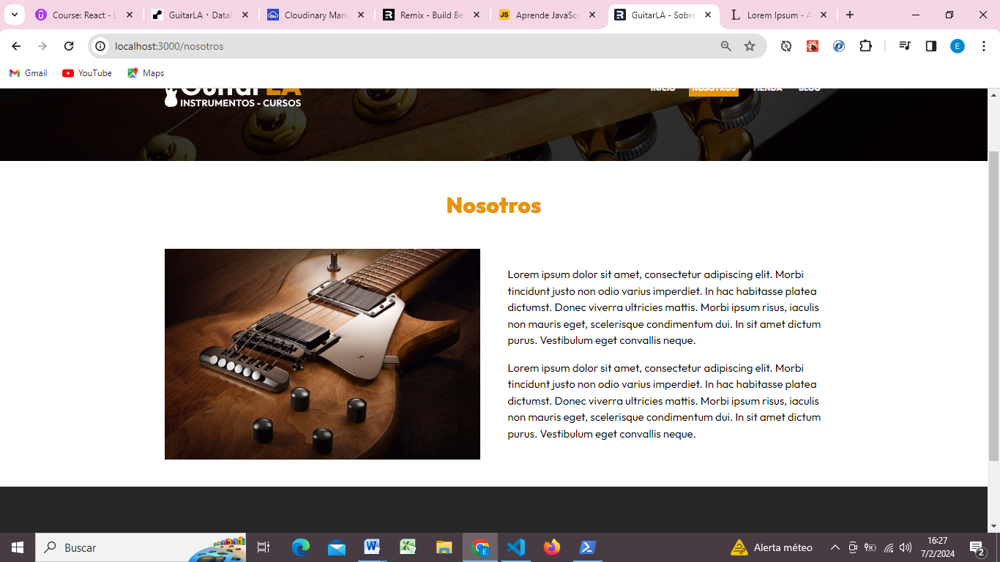 Course: React - L
GuitarLA · Datab
Cloudinary Mana
Remix - Build Be
JS
Aprende JavaScr
GuitarLA - Sobre
Lorem Ipsum - A
localhost:3000/nosotros
E
Gmail
YouTube
Maps
Guitar LA
INSTRUMENTOS - CURSOS
INICIO
NOSOTROS
TIENDA
BLOG
Nosotros
Lorem ipsum dolor sit amet, consectetur adipiscing elit. Morbi
tincidunt justo non odio varius imperdiet. In hac habitasse platea
dictumst. Donec viverra ultricies mattis. Morbi ipsum risus, iaculis
non mauris eget, scelerisque condimentum dui. In sit amet dictum
purus. Vestibulum eget convallis neque.
Lorem ipsum dolor sit amet, consectetur adipiscing elit. Morbi
tincidunt justo non odio varius imperdiet. In hac habitasse platea
dictumst. Donec viverra ultricies mattis. Morbi ipsum risus, iaculis
non mauris eget, scelerisque condimentum dui. In sit amet dictum
purus. Vestibulum eget convallis neque.
Buscar
Alerta méteo
16:27
7/2/2024
2